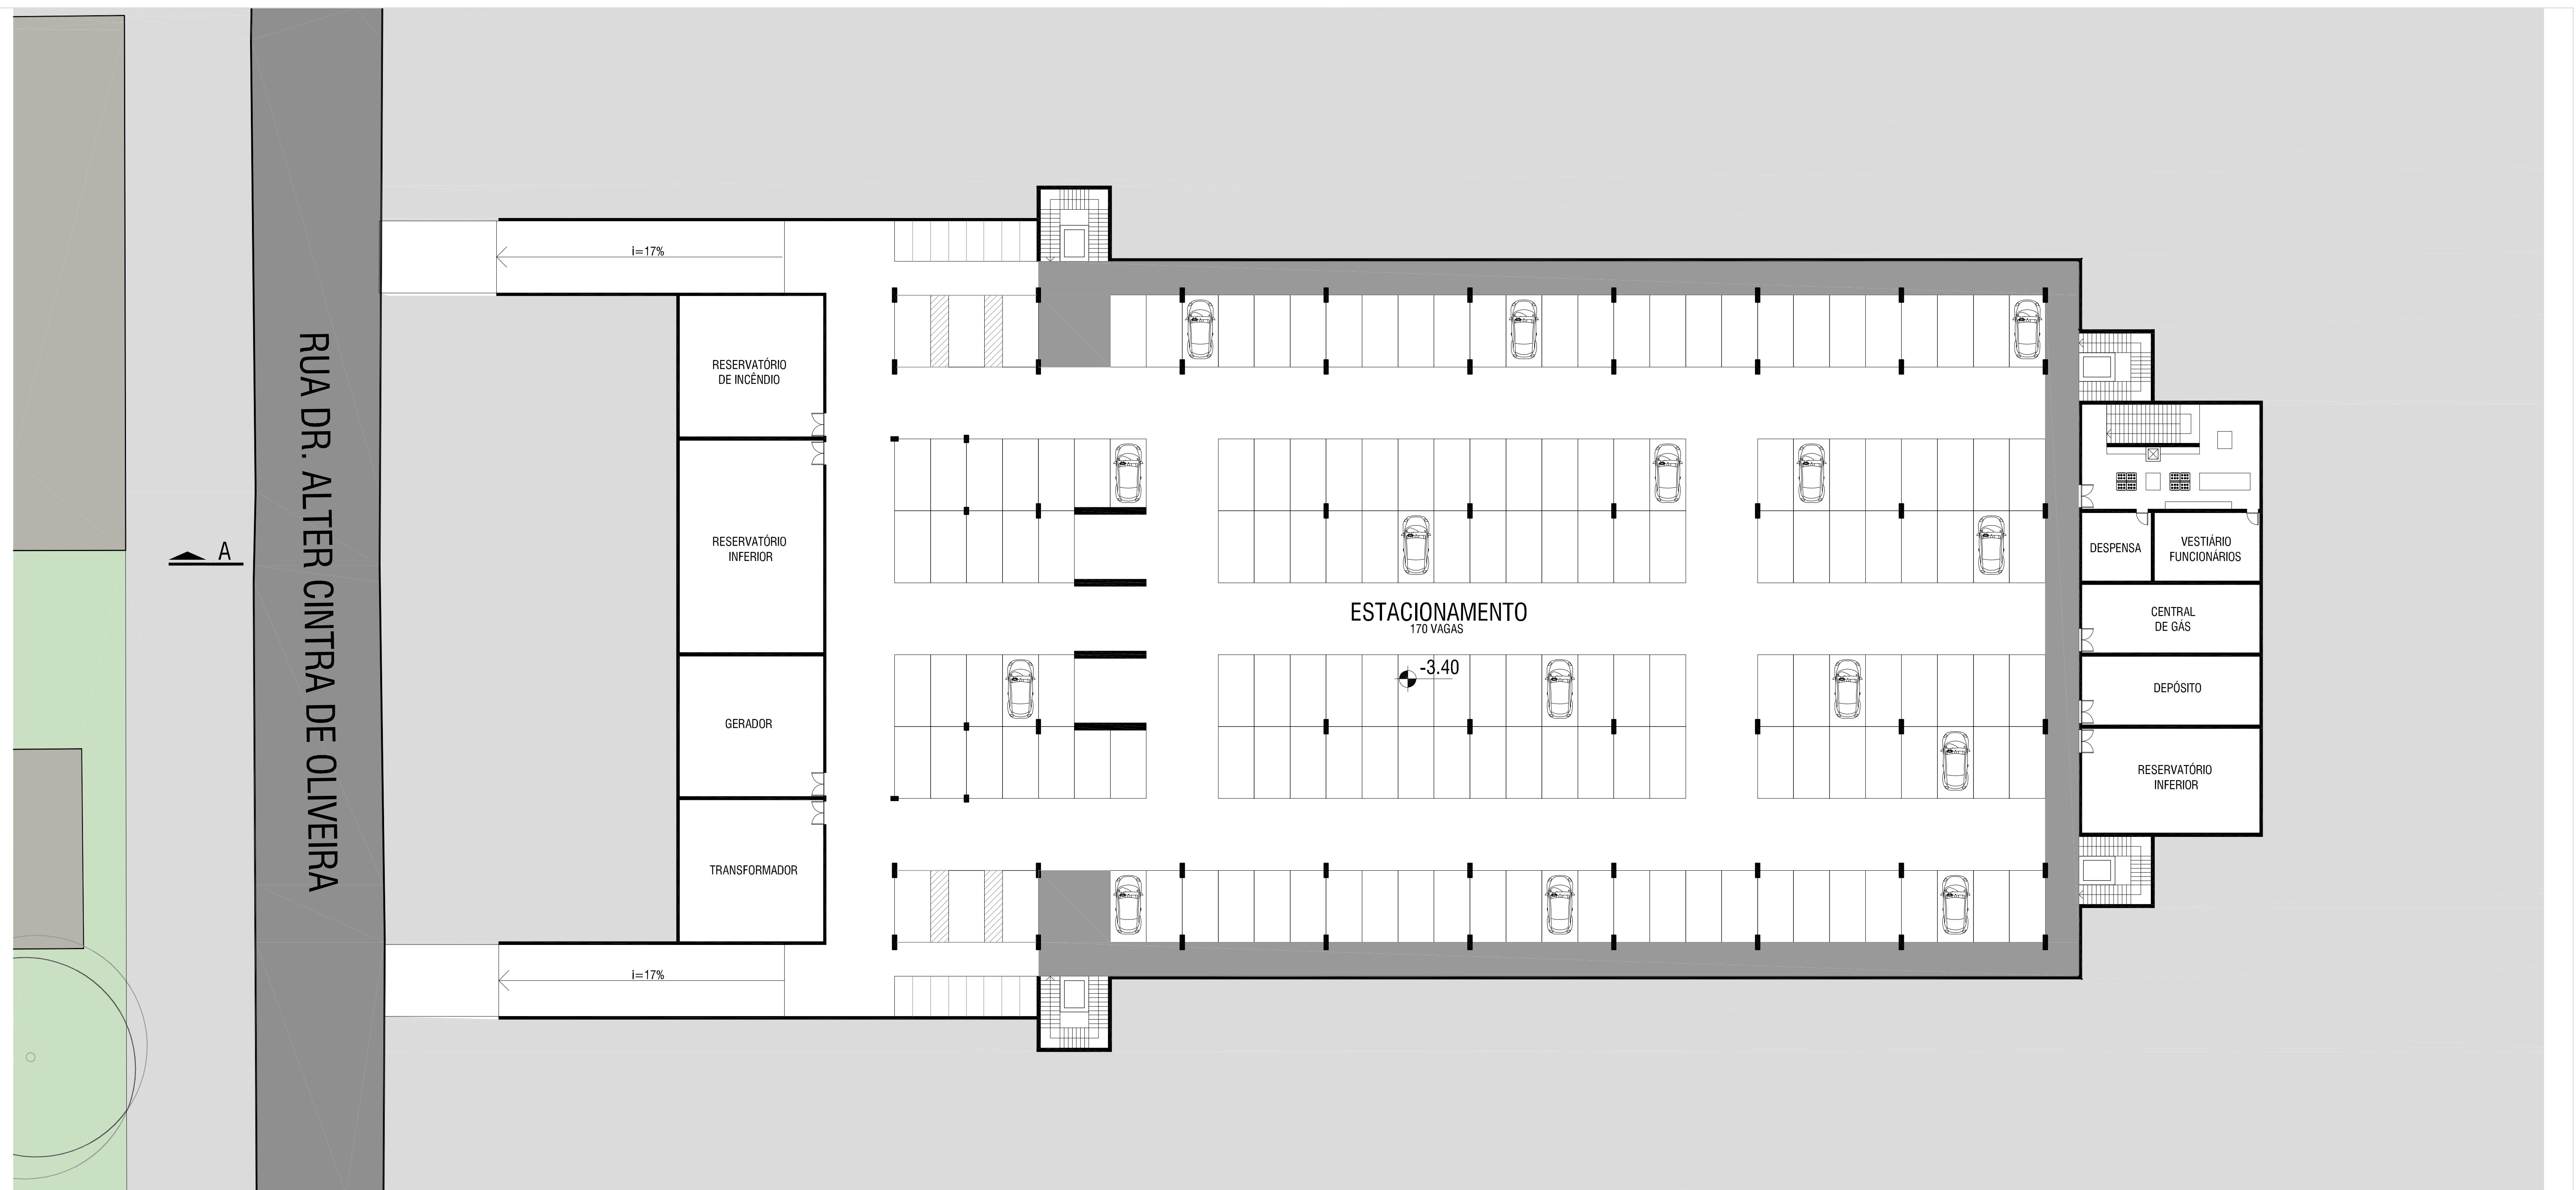 i=17%
RESERVATÓRIO
DE INCÊNDIO
RUA DR. ALTER CINTRA DE OLIVEIRA
A
RESERVATÓRIO
INFERIOR
DESPENSA
VESTIÁRIO
FUNCIONÁRIOS
ESTACIONAMENTO
170 VAGAS
CENTRAL
DE GÁS
-3.40
DEPÓSITO
GERADOR
RESERVATÓRIO
INFERIOR
TRANSFORMADOR
i=17%